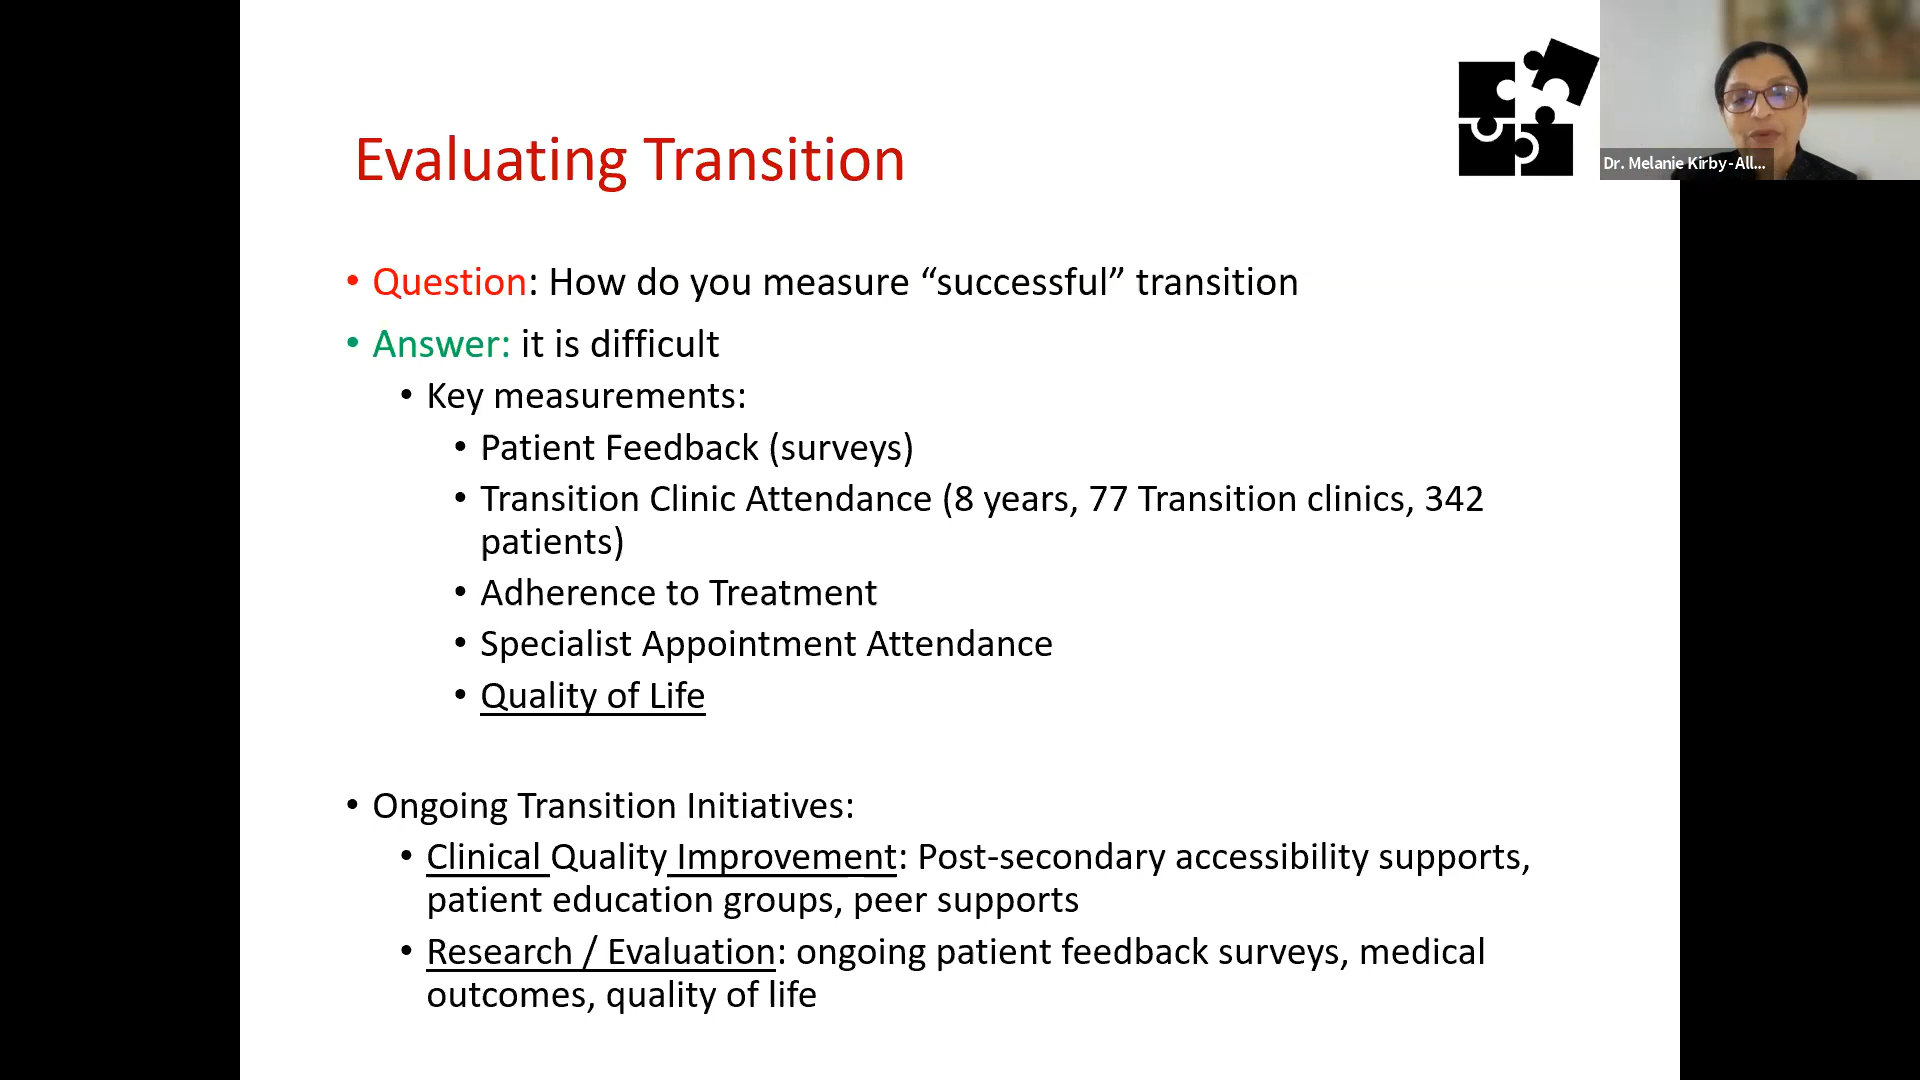 Evaluating Transition
Dr. Melanie Kirby-All...
• Question: How do you measure “successful” transition
• Answer: it is difficult
• Key measurements:
• Patient Feedback (surveys)
• Transition Clinic Attendance (8 years, 77 Transition clinics, 342
patients)
• Adherence to Treatment
• Specialist Appointment Attendance
• Quality of Life
• Ongoing Transition Initiatives:
• Clinical Quality Improvement: Post-secondary accessibility supports,
patient education groups, peer supports
• Research / Evaluation: ongoing patient feedback surveys, medical
outcomes, quality of life